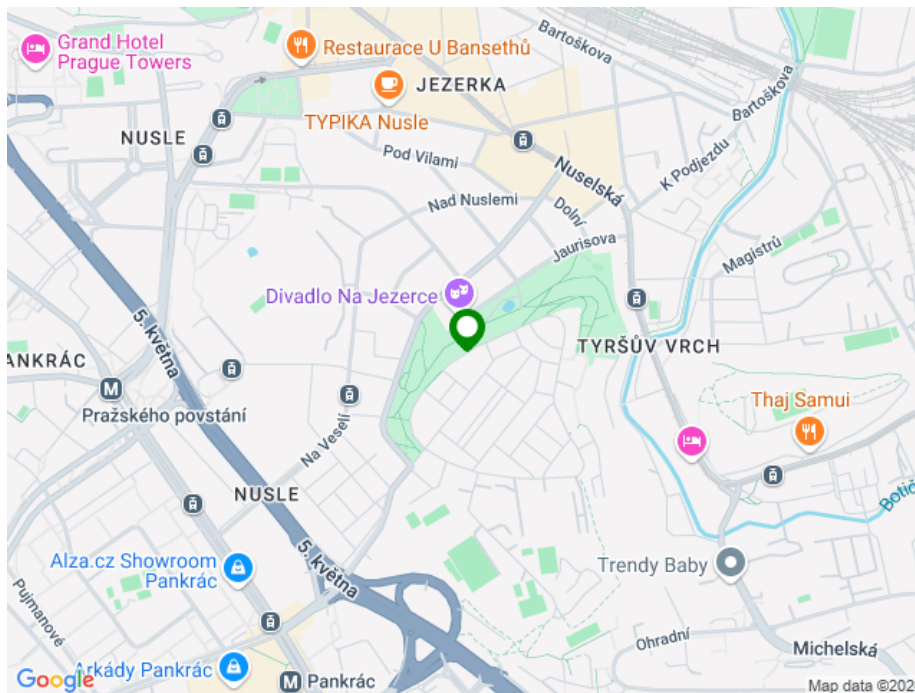 Grand Hotel
Prague Towers
Restaurace U Bansethů
Bartoškova
JEZERKA
TYPIKA Nusle
NUSLE
Bartoškova
Pod Vilami
Nuselská
K Podjezdu
Nad Nuslemi
Dolní
Jaurisova
Magistrů
Divadlo Na Jezerce
5. května
TYRŠŮV VRCH
ANKRÁC
M
Pražského povstání
Thaj Samui
Na Veselí
NUSLE
Botič
5. května
Alza.cz Showroom
Pankrác
Trendy Baby
Pujmanové
Ohradní
Michelská
Arkády Pankrác
M Pankrác
Google
Map data ©202